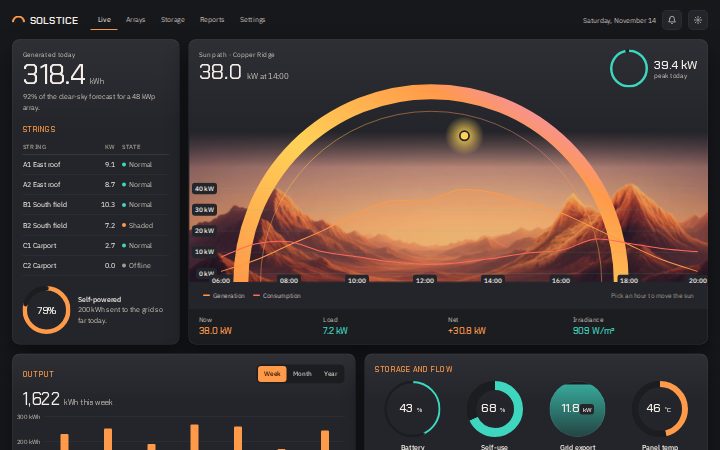 SOLSTICE
Live
Arrays
Storage
Reports
Settings
Saturday, November 14
Generated today
318.4 kWh
92% of the clear-sky forecast for a 48 kWp
array.
STRINGS
STRING KW STATE
A1 East roof 9.1 Normal
A2 East roof 8.7 Normal
B1 South field 10.3 Normal
B2 South field 7.2 Shaded
C1 Carport 2.7 Normal
C2 Carport 0.0 Offline
79%
Self-powered
200 kWh sent to the grid so
far today.
Sun path · Copper Ridge
38.0 kW at 14:00
39.4 kW
peak today
40 kW
30 kW
20 kW
10 kW
0 kW
06:00 08:00 10:00 12:00 14:00 16:00 18:00 20:00
Generation
Consumption
Pick an hour to move the sun
Now
38.0 kW
Load
7.2 kW
Net
+30.8 kW
Irradiance
909 W/m²
OUTPUT
Week
Month
Year
1,622 kWh this week
300 kWh
200 kWh
STORAGE AND FLOW
43 %
Battery
68 %
Self-use
11.8 kW
Grid export
46 °C
Panel temp